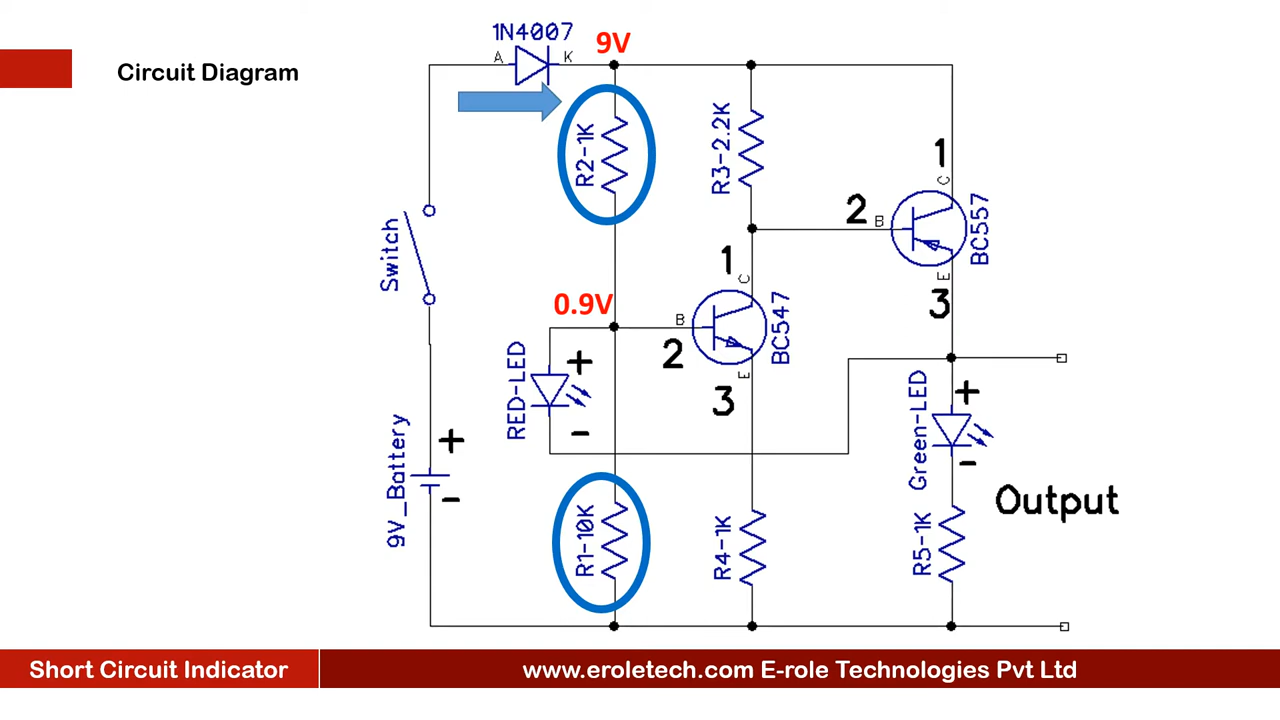 1N4007
9V
A
K
Circuit Diagram
R2-1K
R3-2.2K
1
C
2
B
BC557
Switch
1
C
E
3
0.9V
B
2
BC547
E
3
RED-LED
+
-
Green-LED
+
-
9V_Battery
+
-
Output
R1-10K
R4-1K
R5-1K
Short Circuit Indicator
www.eroletech.com E-role Technologies Pvt Ltd